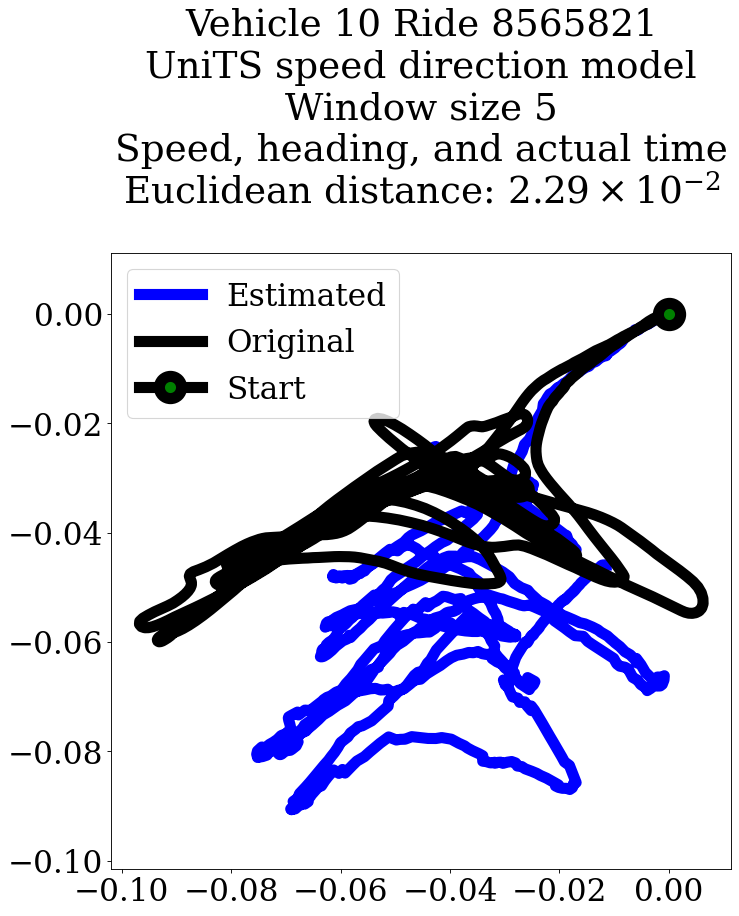 Vehicle 10 Ride 8565821
UniTS speed direction model
Window size 5
Speed, heading, and actual time
Euclidean distance: 2.29 × 10⁻²
Estimated
Original
Start
0.00
−0.02
−0.04
−0.06
−0.08
−0.10
−0.10 −0.08 −0.06 −0.04 −0.02 0.00